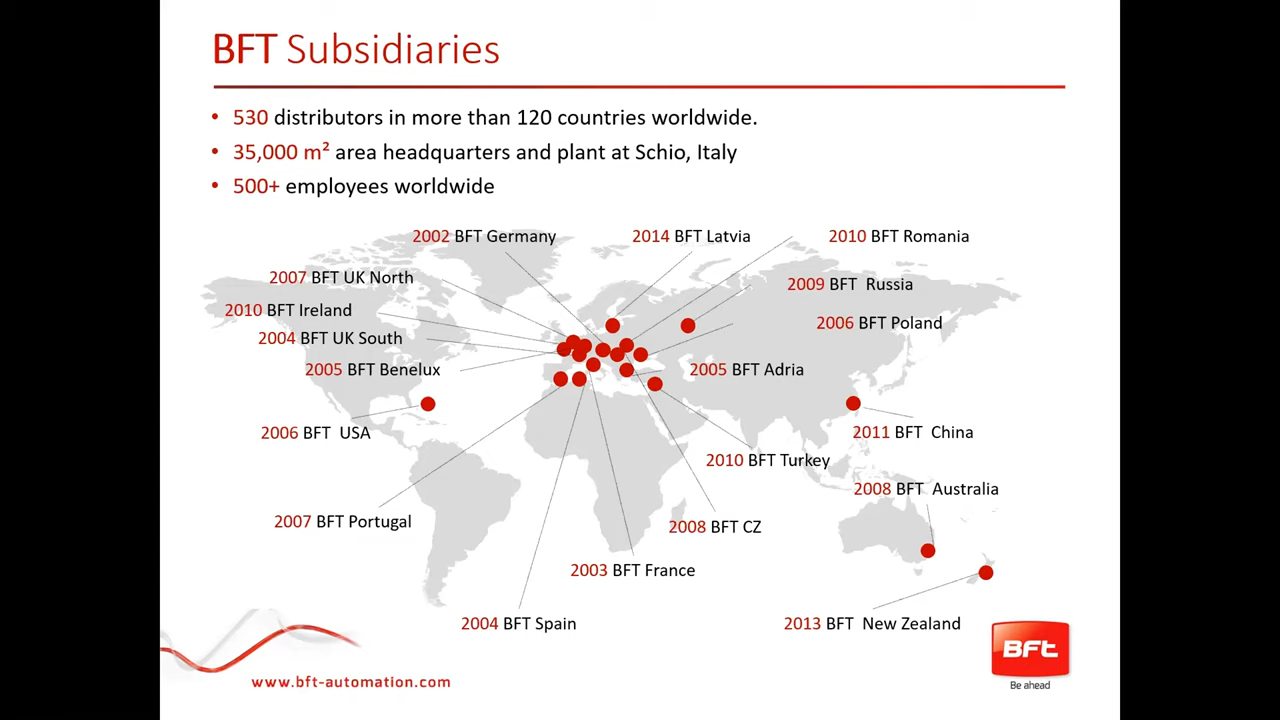 BFT Subsidiaries
• 530 distributors in more than 120 countries worldwide.
• 35,000 m² area headquarters and plant at Schio, Italy
• 500+ employees worldwide
2002 BFT Germany
2014 BFT Latvia
2010 BFT Romania
2007 BFT UK North
2009 BFT Russia
2010 BFT Ireland
2006 BFT Poland
2004 BFT UK South
2005 BFT Benelux
2005 BFT Adria
2006 BFT USA
2011 BFT China
2010 BFT Turkey
2008 BFT Australia
2007 BFT Portugal
2008 BFT CZ
2003 BFT France
2004 BFT Spain
2013 BFT New Zealand
BFt
Be ahead
www.bft-automation.com